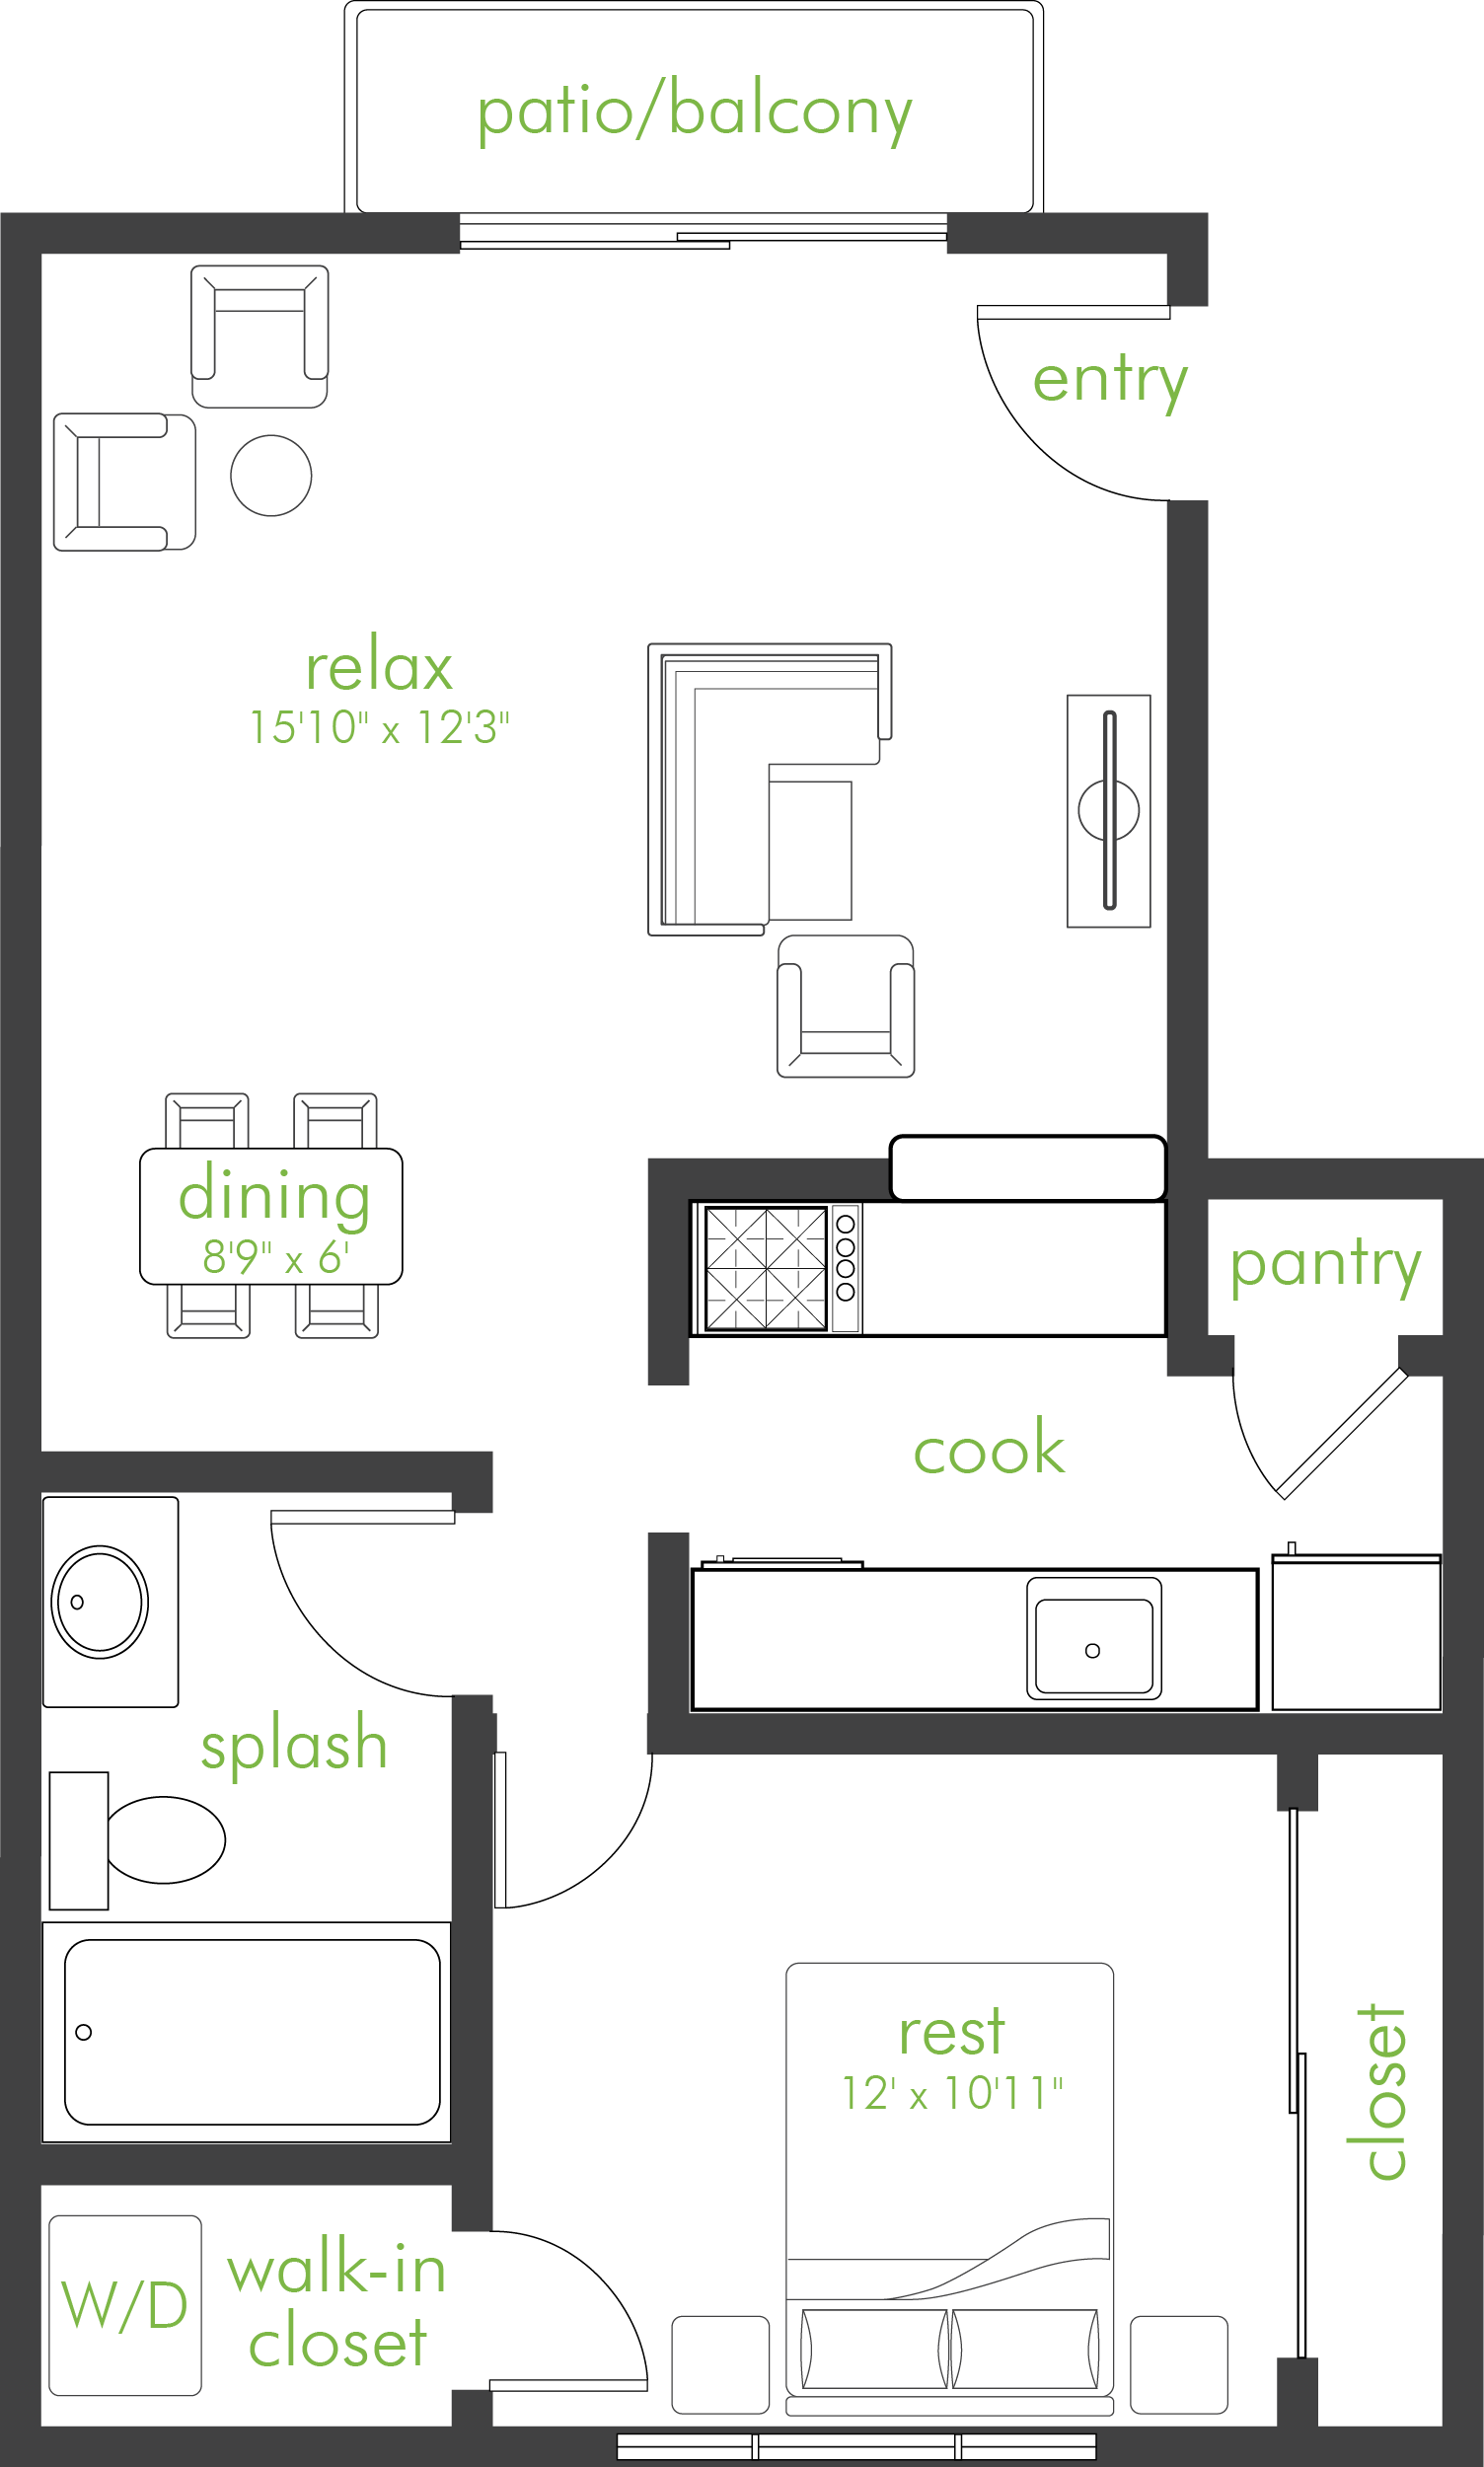 patio/balcony
entry
relax
15'10" x 12'3"
dining
8'9" x 6'
pantry
cook
splash
rest
12' x 10'11"
closet
W/D
walk-in
closet